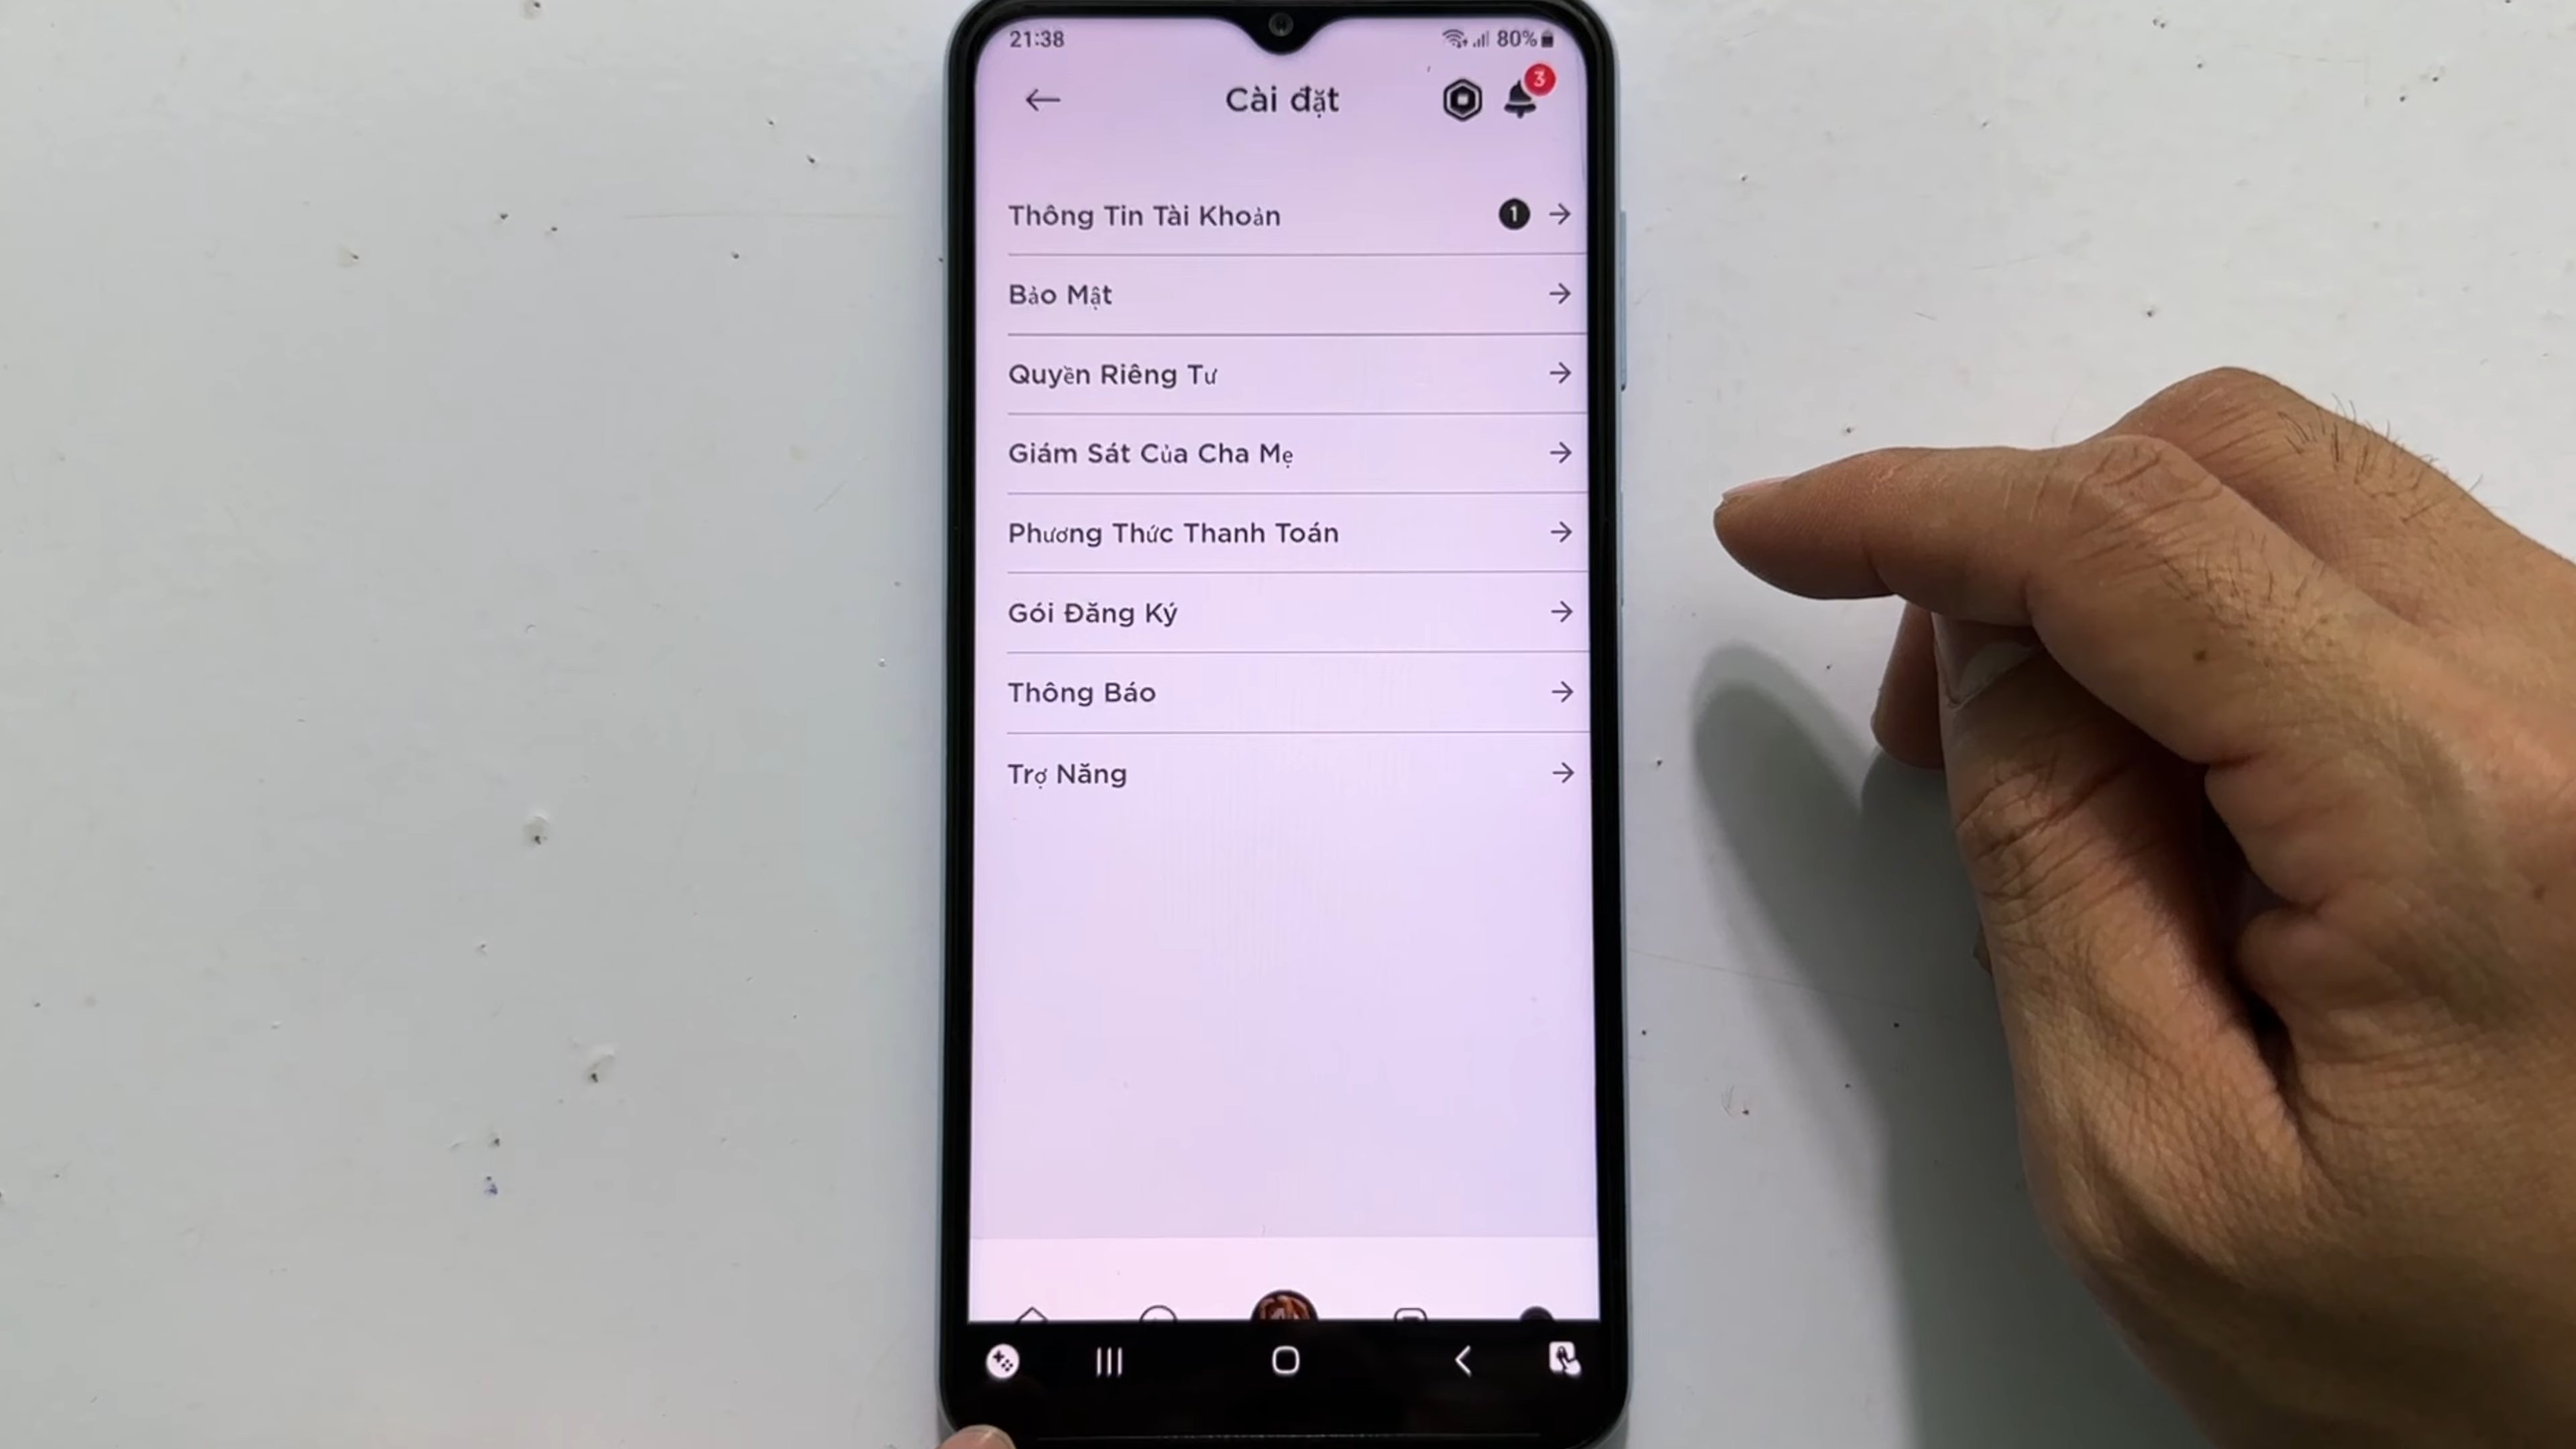 21:38
80%
Cài đặt
3
Thông Tin Tài Khoản
1
Bảo Mật
Quyền Riêng Tư
Giám Sát Của Cha Mẹ
Phương Thức Thanh Toán
Gói Đăng Ký
Thông Báo
Trợ Năng